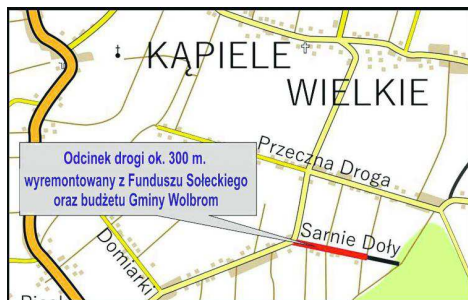 KĄPIELE
WIELKIE
Przeczna Droga
Odcinek drogi ok. 300 m.
wyremontowany z Funduszu Sołeckiego
oraz budżetu Gminy Wolbrom
Sarnie Doły
Domiarki